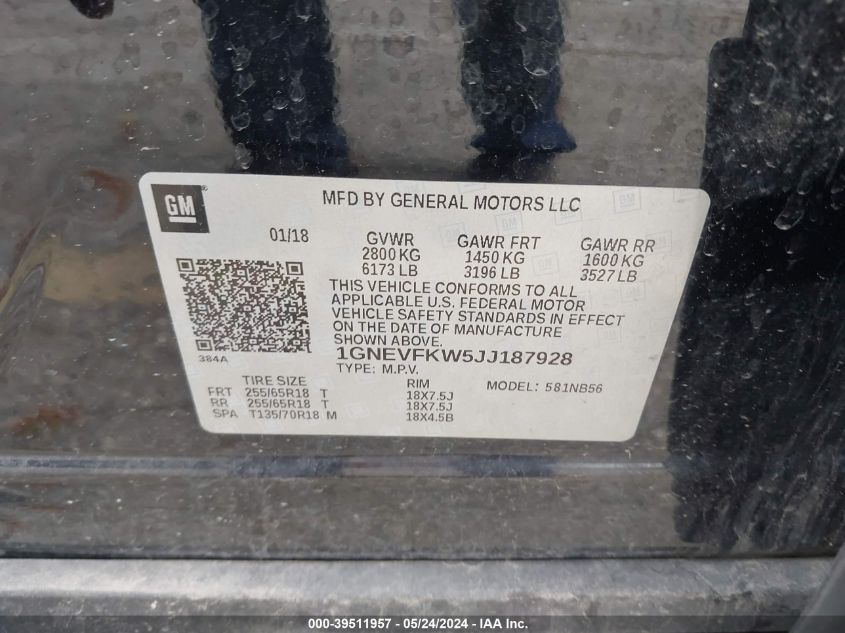 GM
MFD BY GENERAL MOTORS LLC
01/18 GVWR GAWR FRT GAWR RR
2800 KG 1450 KG 1600 KG
6173 LB 3196 LB 3527 LB
THIS VEHICLE CONFORMS TO ALL
APPLICABLE U.S. FEDERAL MOTOR
VEHICLE SAFETY STANDARDS IN EFFECT
ON THE DATE OF MANUFACTURE
SHOWN ABOVE.
384A
1GNEVFKW5JJ187928
TYPE: M.P.V.
TIRE SIZE RIM MODEL: 581NB56
FRT 255/65R18 T 18X7.5J
RR 255/65R18 T 18X7.5J
SPA T135/70R18 M 18X4.5B
000-39511957 - 05/24/2024 - IAA Inc.